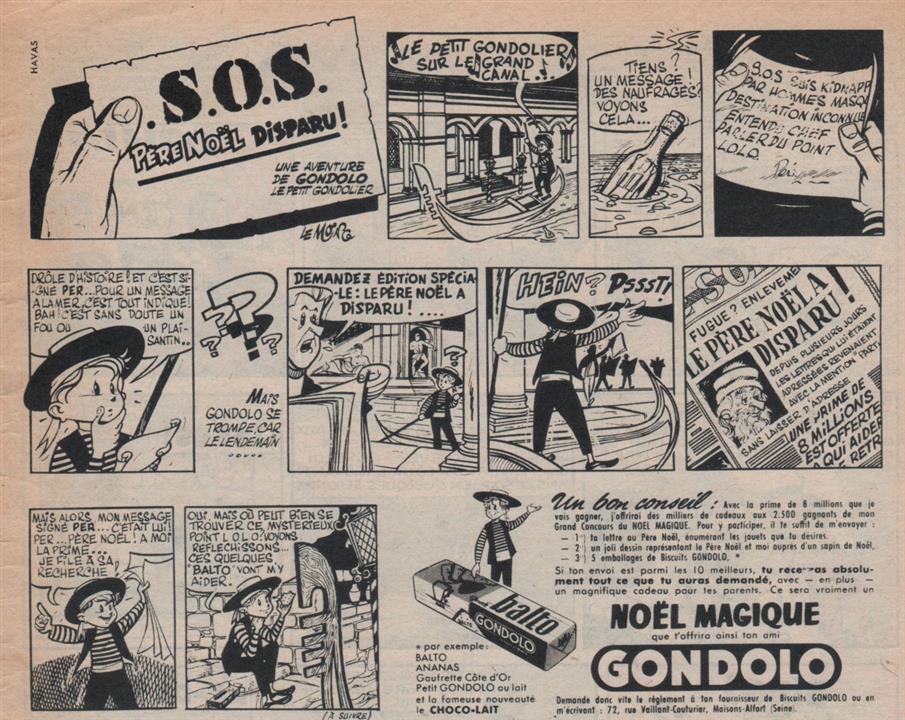 HAVAS
.S.O.S.
PÈRE NOËL DISPARU !
UNE AVENTURE
DE GONDOLO
LE PETIT GONDOLIER
LE PETIT GONDOLIER
SUR LE GRAND
CANAL...
TIENS ?
UN MESSAGE !
DES NAUFRAGÉS ?
VOYONS
CELA...
S.O.S SUIS KIDNAPP
PAR HOMMES MASQ
DESTINATION INCONNUE
ENTENDU CHEF
PARLER DU POINT
LOLO.
DRÔLE D'HISTOIRE ! ET C'EST SI-
GNÉ PER... POUR UN MESSAGE
A LA MER, C'EST TOUT INDIQUÉ !
BAH ! C'EST SANS DOUTE UN
FOU OU UN PLAI-
SANTIN..
???
MAIS
GONDOLO SE
TROMPE, CAR
LE LENDEMAIN
.....
DEMANDEZ ÉDITION SPÉCIA-
LE : LE PÈRE NOËL A
DISPARU ! ....
?
HEIN ? PSSST !
FUGUE ? ENLÈVEME
LE PÈRE NOËL A
DISPARU !
DEPUIS PLUSIEURS JOURS
LES LETTRES QUI LUI ÉTAIENT
ADRESSÉES REVENAIENT
AVEC LA MENTION "PARTI
SANS LAISSER D'ADRESSE
UNE PRIME DE
8 MILLIONS
EST OFFERTE
A QUI AIDER
RETR
MAIS ALORS, MON MESSAGE
SIGNÉ PER... C'ÉTAIT LUI !
PER... PÈRE NOËL ! A MOI
LA PRIME...
JE FILE A SA
RECHERCHE !
OUI, MAIS OÙ PEUT BIEN SE
TROUVER CE MYSTÉRIEUX
POINT L O L O ? VOYONS,
RÉFLÉCHISSONS...
CES QUELQUES
"BALTO" VONT M'Y
AIDER.
(A SUIVRE)
balto
GONDOLO
* par exemple :
BALTO
ANANAS
Gaufrette Côte d'Or
Petit GONDOLO au lait
et la fameuse nouveauté
le CHOCO-LAIT
Un bon conseil : Avec la prime de 8 millions que je
vais gagner, j'offrirai des milliers de cadeaux aux 2.500 gagnants de mon
Grand Concours du NOEL MAGIQUE. Pour y participer, il te suffit de m'envoyer :
— 1°) ta lettre au Père Noël, énumérant les jouets que tu désires.
— 2°) un joli dessin représentant le Père Noël et moi auprès d'un sapin de Noël,
— 3°) 5 emballages de Biscuits GONDOLO. *
Si ton envoi est parmi les 10 meilleurs, tu recevras absolu-
ment tout ce que tu auras demandé, avec — en plus —
un magnifique cadeau pour tes parents. Ce sera vraiment un
NOËL MAGIQUE
que t'offrira ainsi ton ami
GONDOLO
Demande donc vite le règlement à ton fournisseur de Biscuits GONDOLO ou en
m'écrivant : 72, rue Vaillant-Couturier, Maisons-Alfort (Seine).